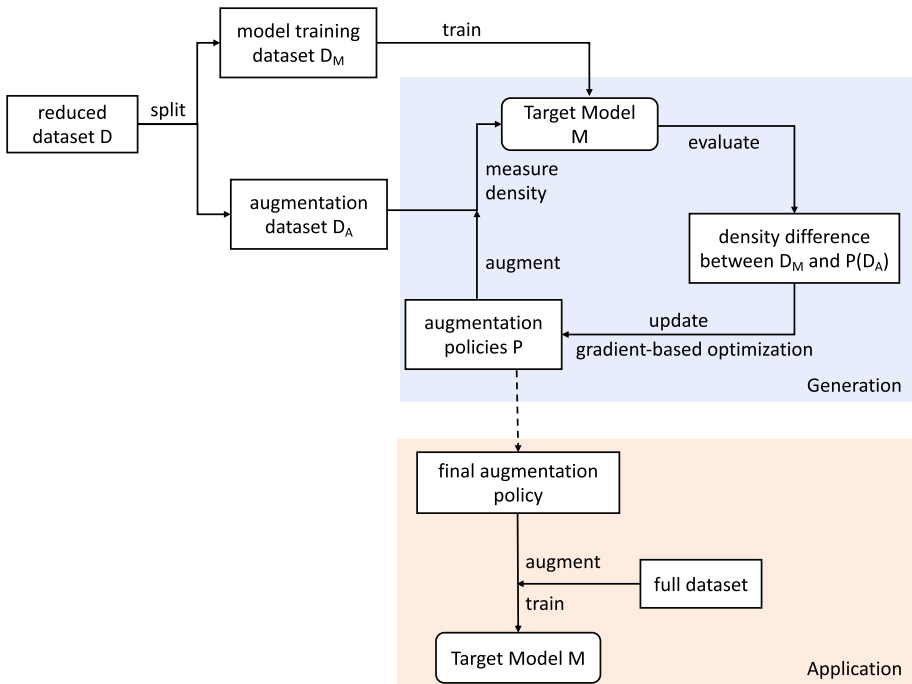 model training
dataset D_M
train
reduced
dataset D
split
Target Model
M
evaluate
measure
density
augmentation
dataset D_A
density difference
between D_M and P(D_A)
augment
augmentation
policies P
update
gradient-based optimization
Generation
final augmentation
policy
augment
full dataset
train
Target Model M
Application